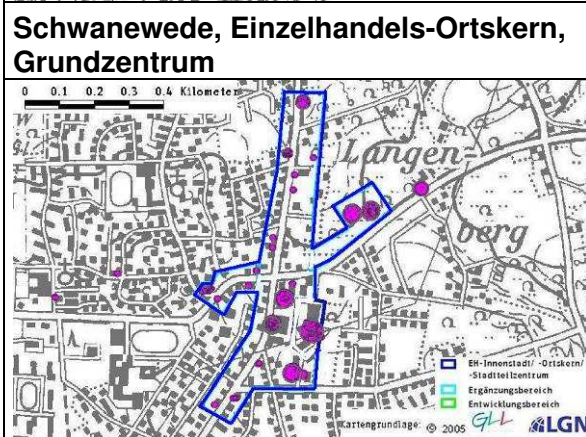 Schwanewede, Einzelhandels-Ortskern,
Grundzentrum
0 0.1 0.2 0.3 0.4 Kilometer
Langen-
berg
EH-Innenstadt/ -Ortskern/
-Stadtteilzentrum
Ergänzungsbereich
Entwicklungsbereich
Kartengrundlage: © 2005 GLL LGN